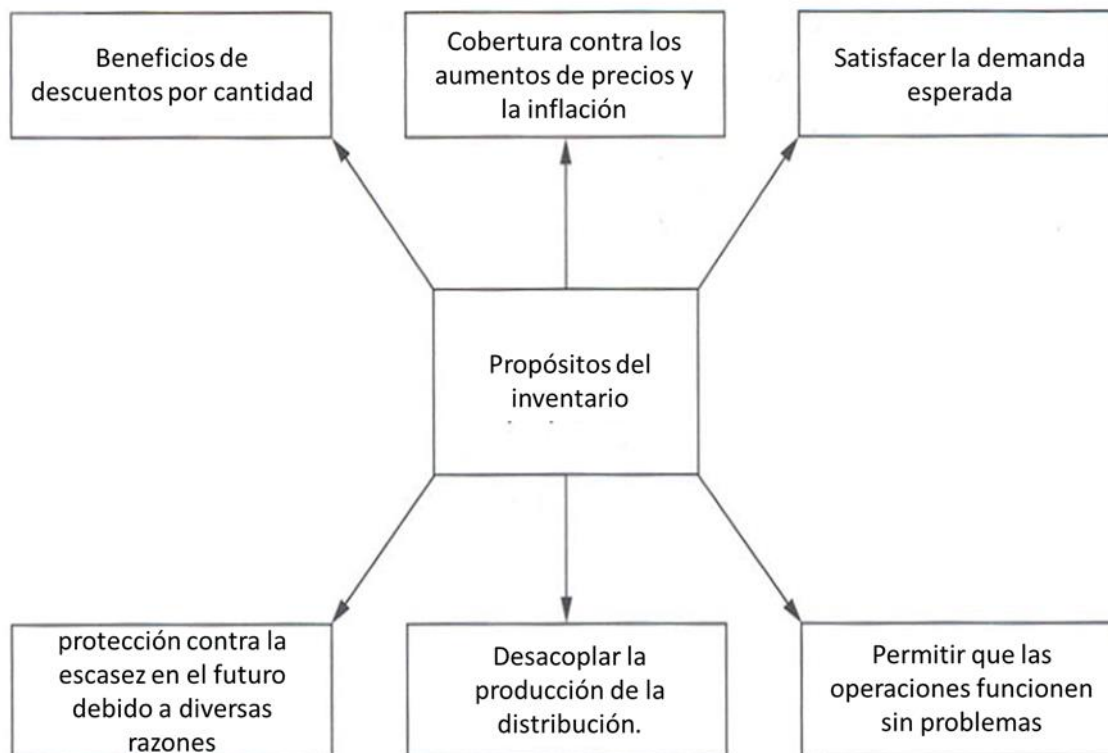 Beneficios de
descuentos por cantidad
Cobertura contra los
aumentos de precios y
la inflación
Satisfacer la demanda
esperada
Propósitos del
inventario
protección contra la
escasez en el futuro
debido a diversas
razones
Desacoplar la
producción de la
distribución.
Permitir que las
operaciones funcionen
sin problemas